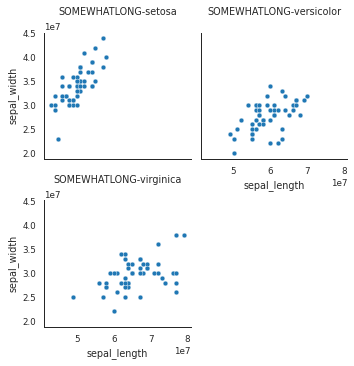 SOMEWHATLONG-setosa
SOMEWHATLONG-versicolor
1e7
4.5
4.0
3.5
3.0
2.5
2.0
sepal_width
5
6
7
8
1e7
sepal_length
SOMEWHATLONG-virginica
1e7
4.5
4.0
3.5
3.0
2.5
2.0
sepal_width
5
6
7
8
1e7
sepal_length